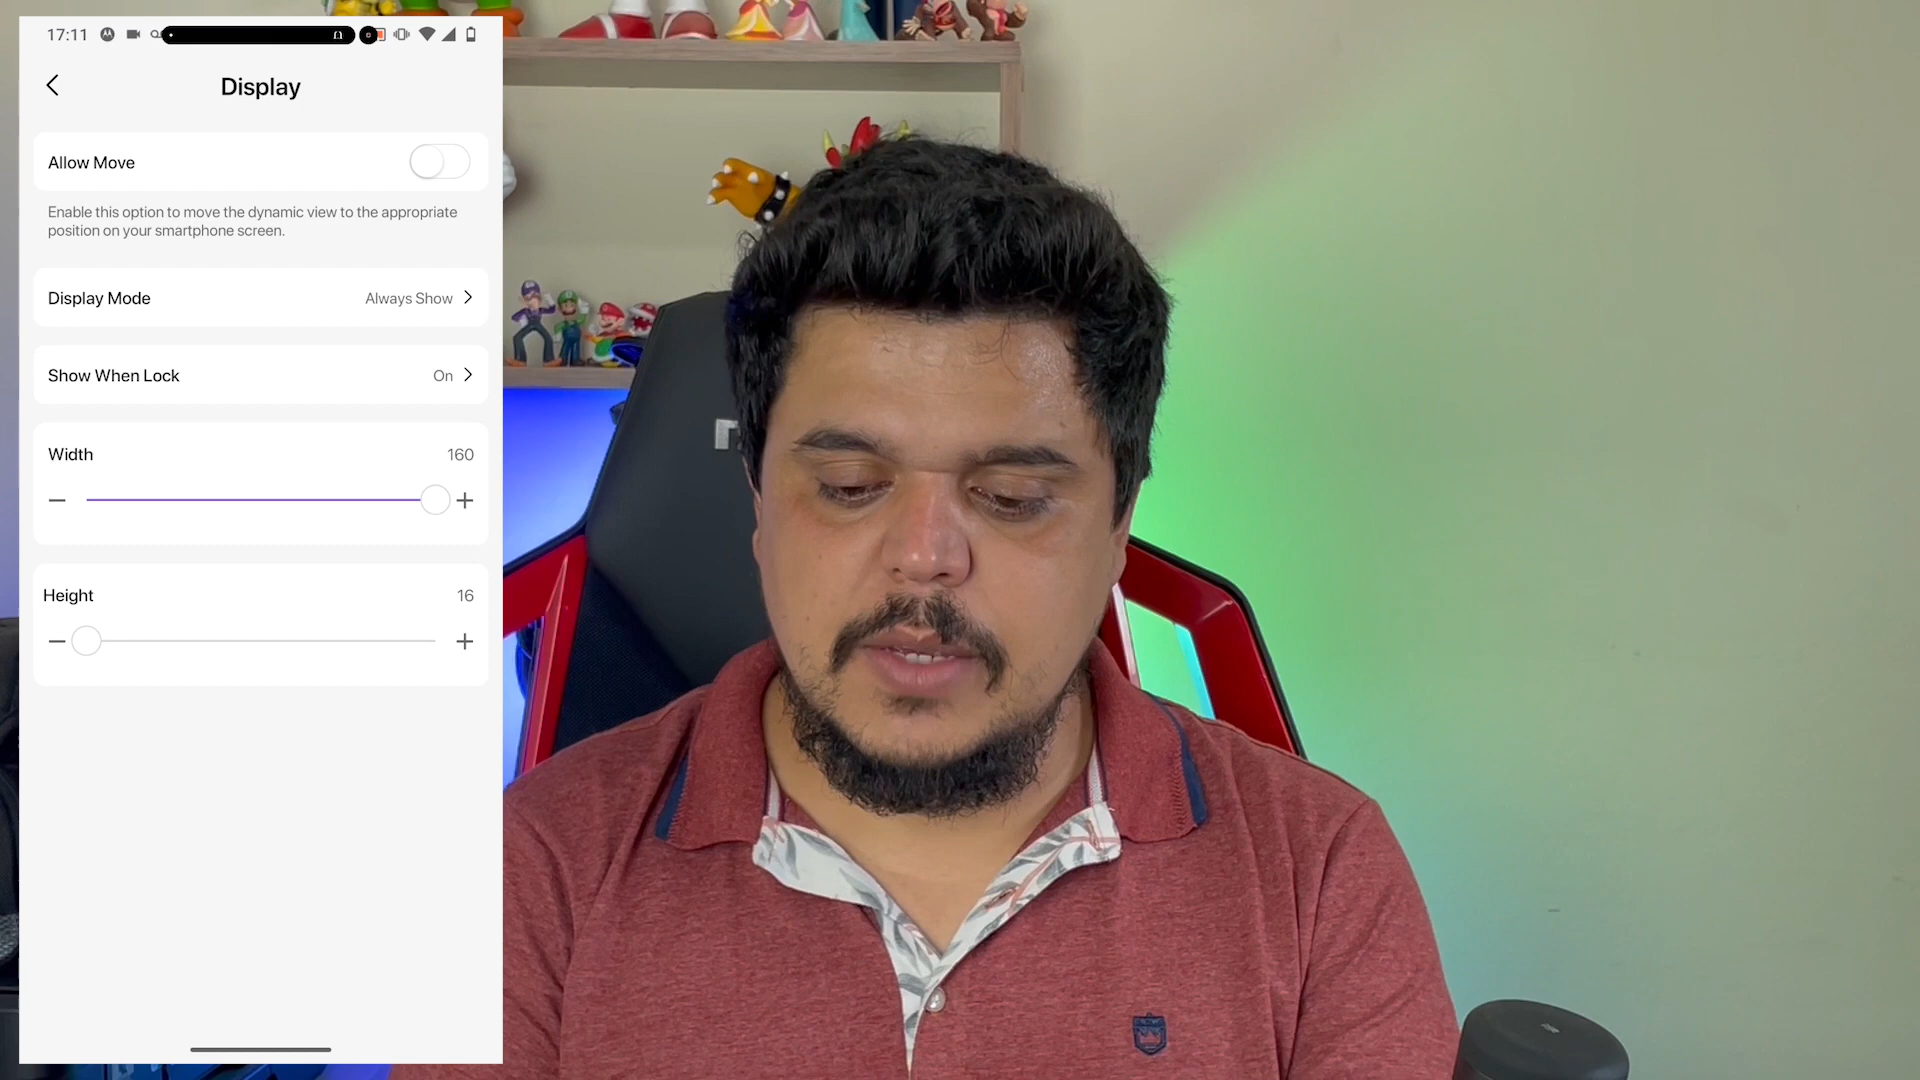 17:11
Display
Allow Move
Enable this option to move the dynamic view to the appropriate
position on your smartphone screen.
Display Mode
Always Show
Show When Lock
On
Width
160
Height
16